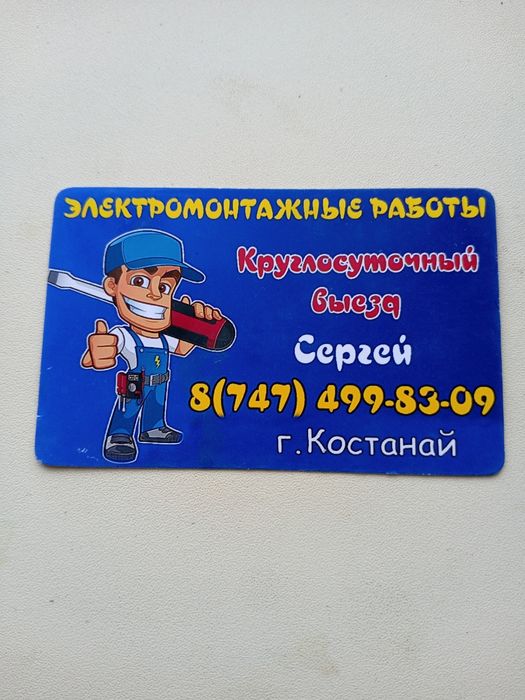 ЭЛЕКТРОМОНТАЖНЫЕ РАБОТЫ
Круглосуточный
выезд
Сергей
8(747) 499-83-09
г.Костанай